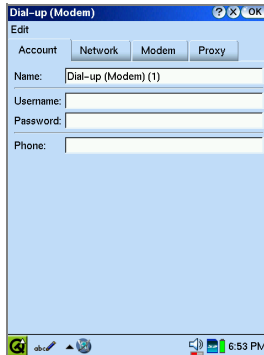 Dial-up (Modem) ? X OK
Edit
Account Network Modem Proxy
Name: Dial-up (Modem) (1)
Username:
Password:
Phone:
abc 6:53 PM